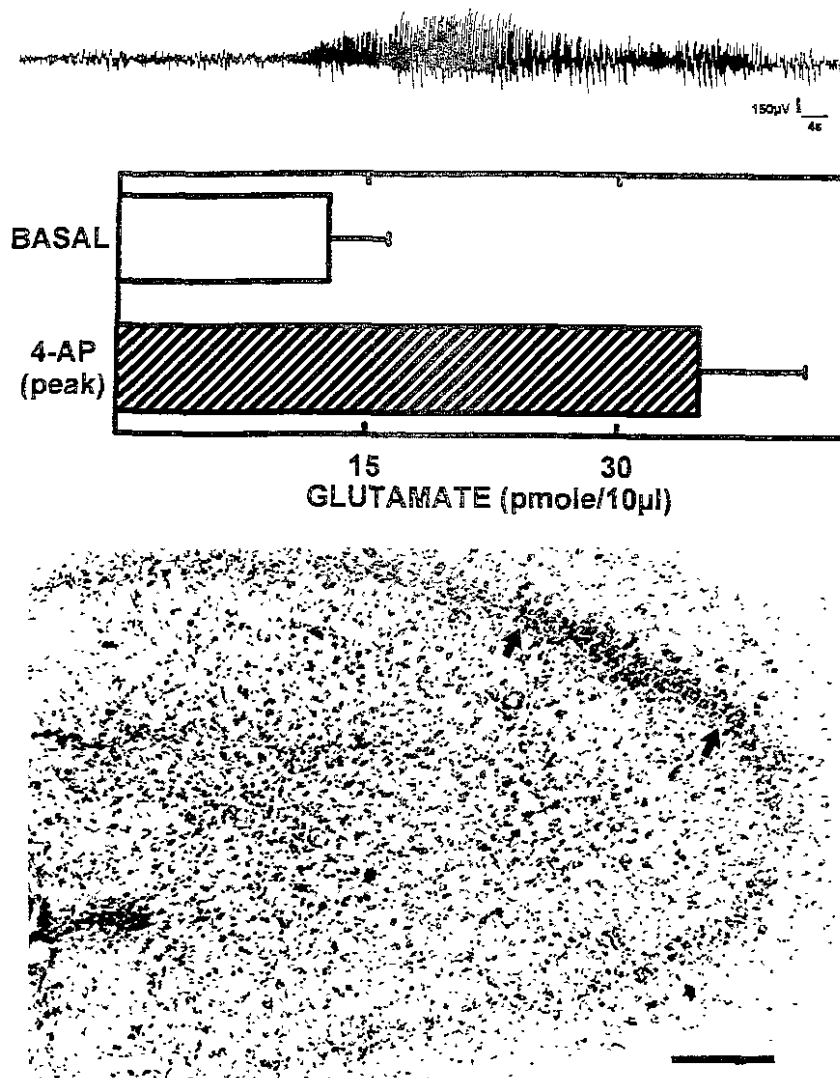 150µV
4s
BASAL
4-AP
(peak)
15 30
GLUTAMATE (pmole/10µl)